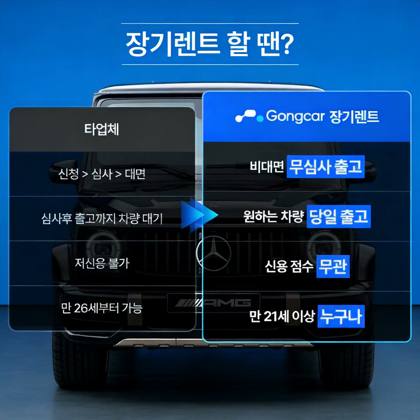 장기렌트 할 땐?
타업체
신청 > 심사 > 대면
심사후 출고까지 차량 대기
저신용 불가
만 26세부터 가능
Gongcar 장기렌트
비대면 무심사 출고
원하는 차량 당일 출고
신용 점수 무관
만 21세 이상 누구나
AMG